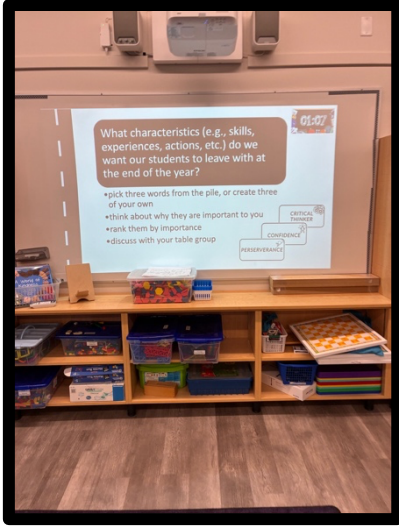 01:07
What characteristics (e.g., skills,
experiences, actions, etc.) do we
want our students to leave with at
the end of the year?
•pick three words from the pile, or create three
of your own
•think about why they are important to you
•rank them by importance
•discuss with your table group
CRITICAL
THINKER
CONFIDENCE
PERSERVERANCE